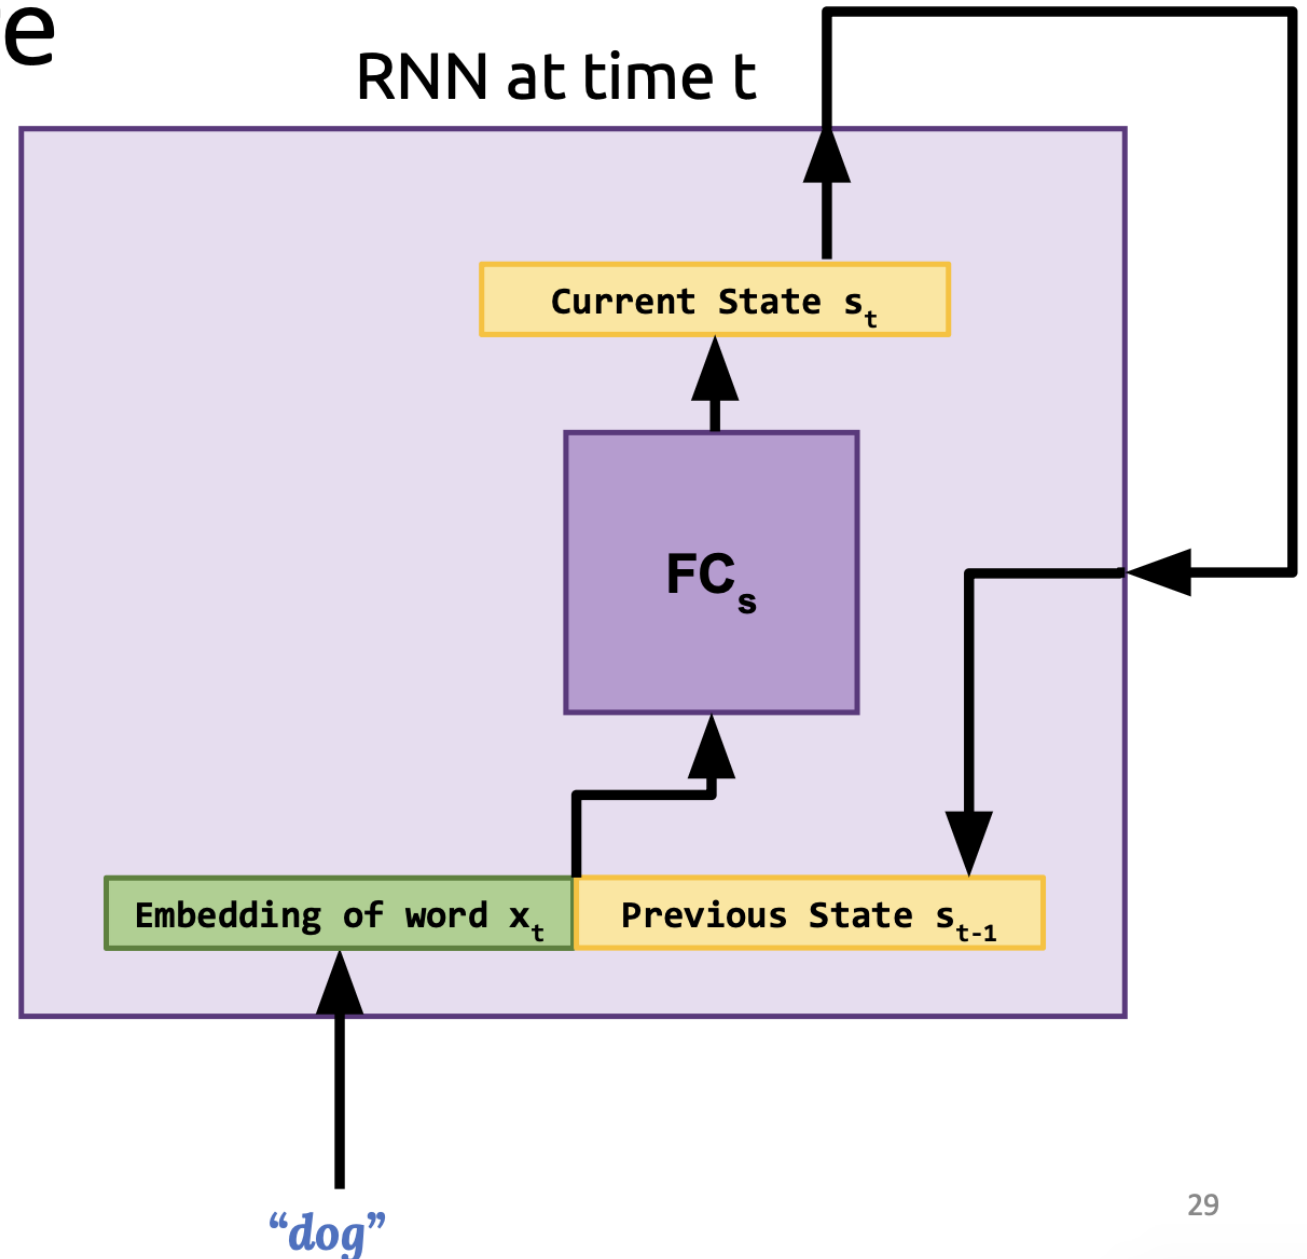 RNN at time t
Current State sₜ
FCₛ
Embedding of word xₜ Previous State sₜ₋₁
“dog”
29